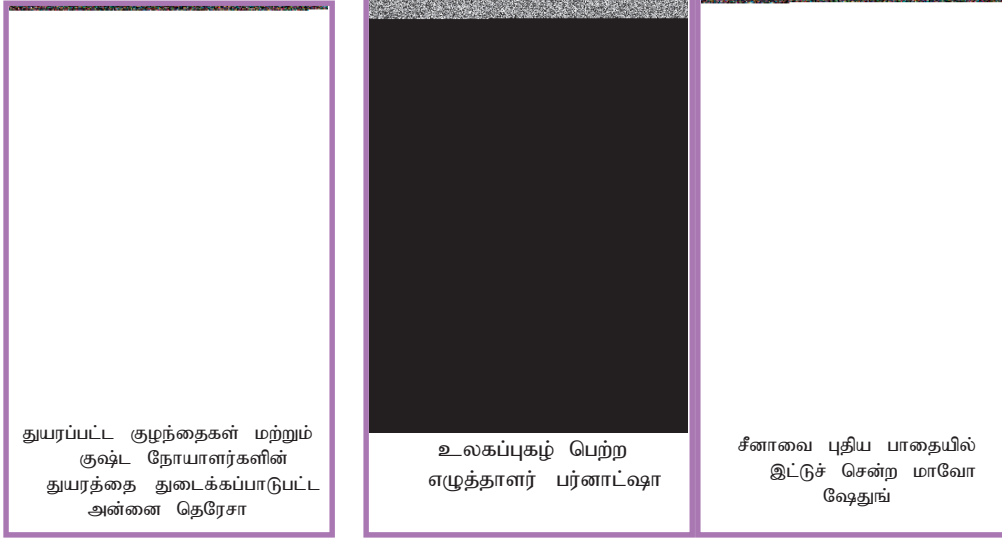 துயரப்பட்ட குழந்தைகள் மற்றும்
குஷ்ட நோயாளர்களின்
துயரத்தை துடைக்கப்பாடுபட்ட
அன்னை தெரேசா
உலகப்புகழ் பெற்ற
எழுத்தாளர் பர்னாட்ஷா
சீனாவை புதிய பாதையில்
இட்டுச் சென்ற மாவோ
ஷேதுங்